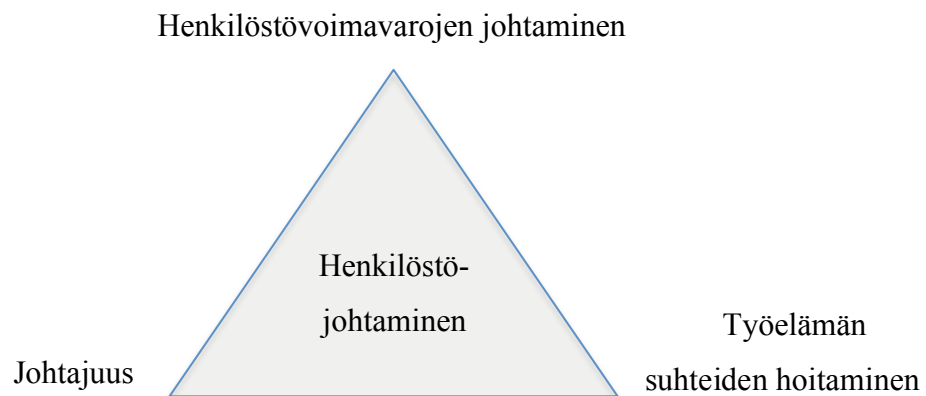 Henkilöstövoimavarojen johtaminen
Henkilöstö-
johtaminen
Johtajuus
Työelämän
suhteiden hoitaminen